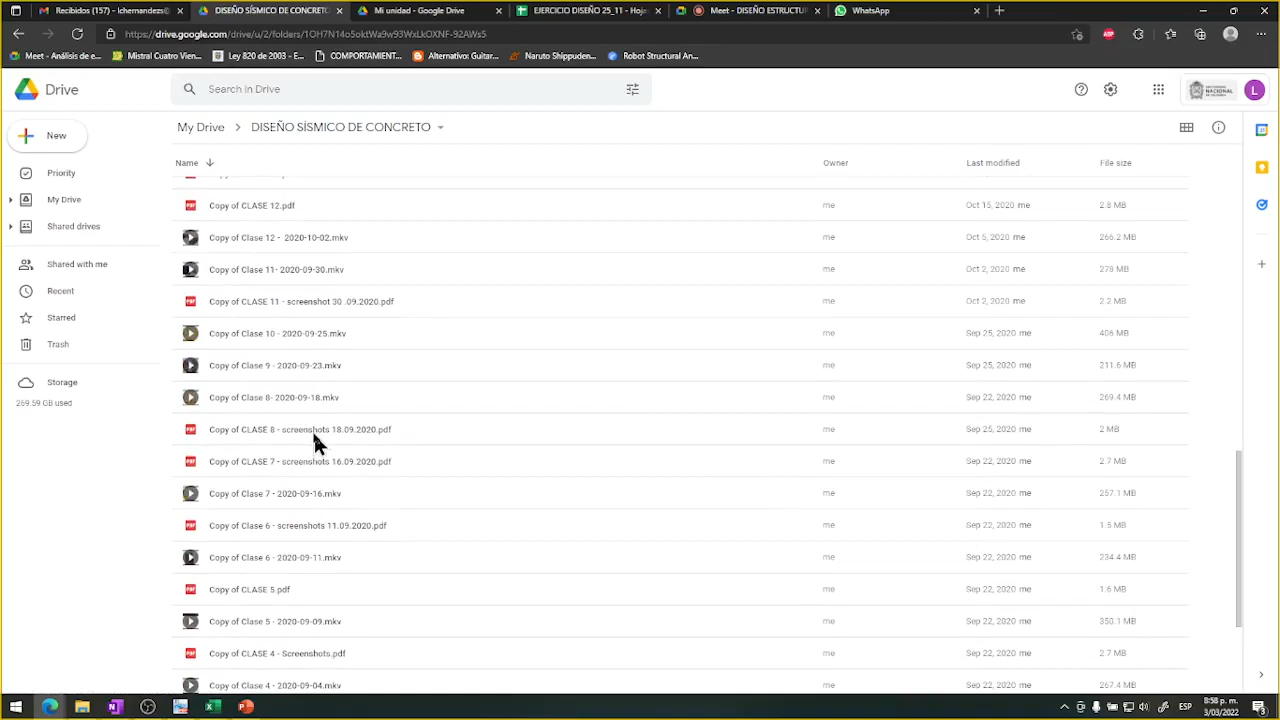 Recibidos (157) - lchernandezs@
DISEÑO SÍSMICO DE CONCRETO
Mi unidad - Google Drive
EJERCICIO DISEÑO 25_11 - Hoja
Meet - DISEÑO ESTRUCTUR
WhatsApp
https://drive.google.com/drive/u/2/folders/
Meet - Análisis de e...
Mistral Cuatro Vien...
Ley 820 de 2003 - E...
COMPORTAMIENT...
Alternativo: Guitar...
Naruto Shippuden...
Robot Structural An...
Drive
Search in Drive
NACIONAL
L
New
My Drive
DISEÑO SÍSMICO DE CONCRETO
Priority
My Drive
Shared drives
Shared with me
Recent
Starred
Trash
Storage
269.59 GB used
Name Owner Last modified File size
Copy of CLASE 12.pdf me Oct 15, 2020 me 2.8 MB
Copy of Clase 12 - 2020-10-02.mkv me Oct 5, 2020 me 266.2 MB
Copy of Clase 11- 2020-09-30.mkv me Oct 2, 2020 me 278 MB
Copy of CLASE 11 - screenshot 30 .09.2020.pdf me Oct 2, 2020 me 2.2 MB
Copy of Clase 10 - 2020-09-25.mkv me Sep 25, 2020 me 406 MB
Copy of Clase 9 - 2020-09-23.mkv me Sep 25, 2020 me 211.6 MB
Copy of Clase 8- 2020-09-18.mkv me Sep 22, 2020 me 269.4 MB
Copy of CLASE 8 - screenshots 18.09.2020.pdf me Sep 25, 2020 me 2 MB
Copy of CLASE 7 - screenshots 16.09.2020.pdf me Sep 22, 2020 me 2.7 MB
Copy of Clase 7 - 2020-09-16.mkv me Sep 22, 2020 me 257.1 MB
Copy of Clase 6 - screenshots 11.09.2020.pdf me Sep 22, 2020 me 1.5 MB
Copy of Clase 6 - 2020-09-11.mkv me Sep 22, 2020 me 234.4 MB
Copy of CLASE 5.pdf me Sep 22, 2020 me 1.6 MB
Copy of Clase 5 - 2020-09-09.mkv me Sep 22, 2020 me 350.1 MB
Copy of CLASE 4 - Screenshots.pdf me Sep 22, 2020 me 2.7 MB
Copy of Clase 4 - 2020-09-04.mkv me Sep 22, 2020 me 267.4 MB
ESP
8:58 p. m.
3/03/2022